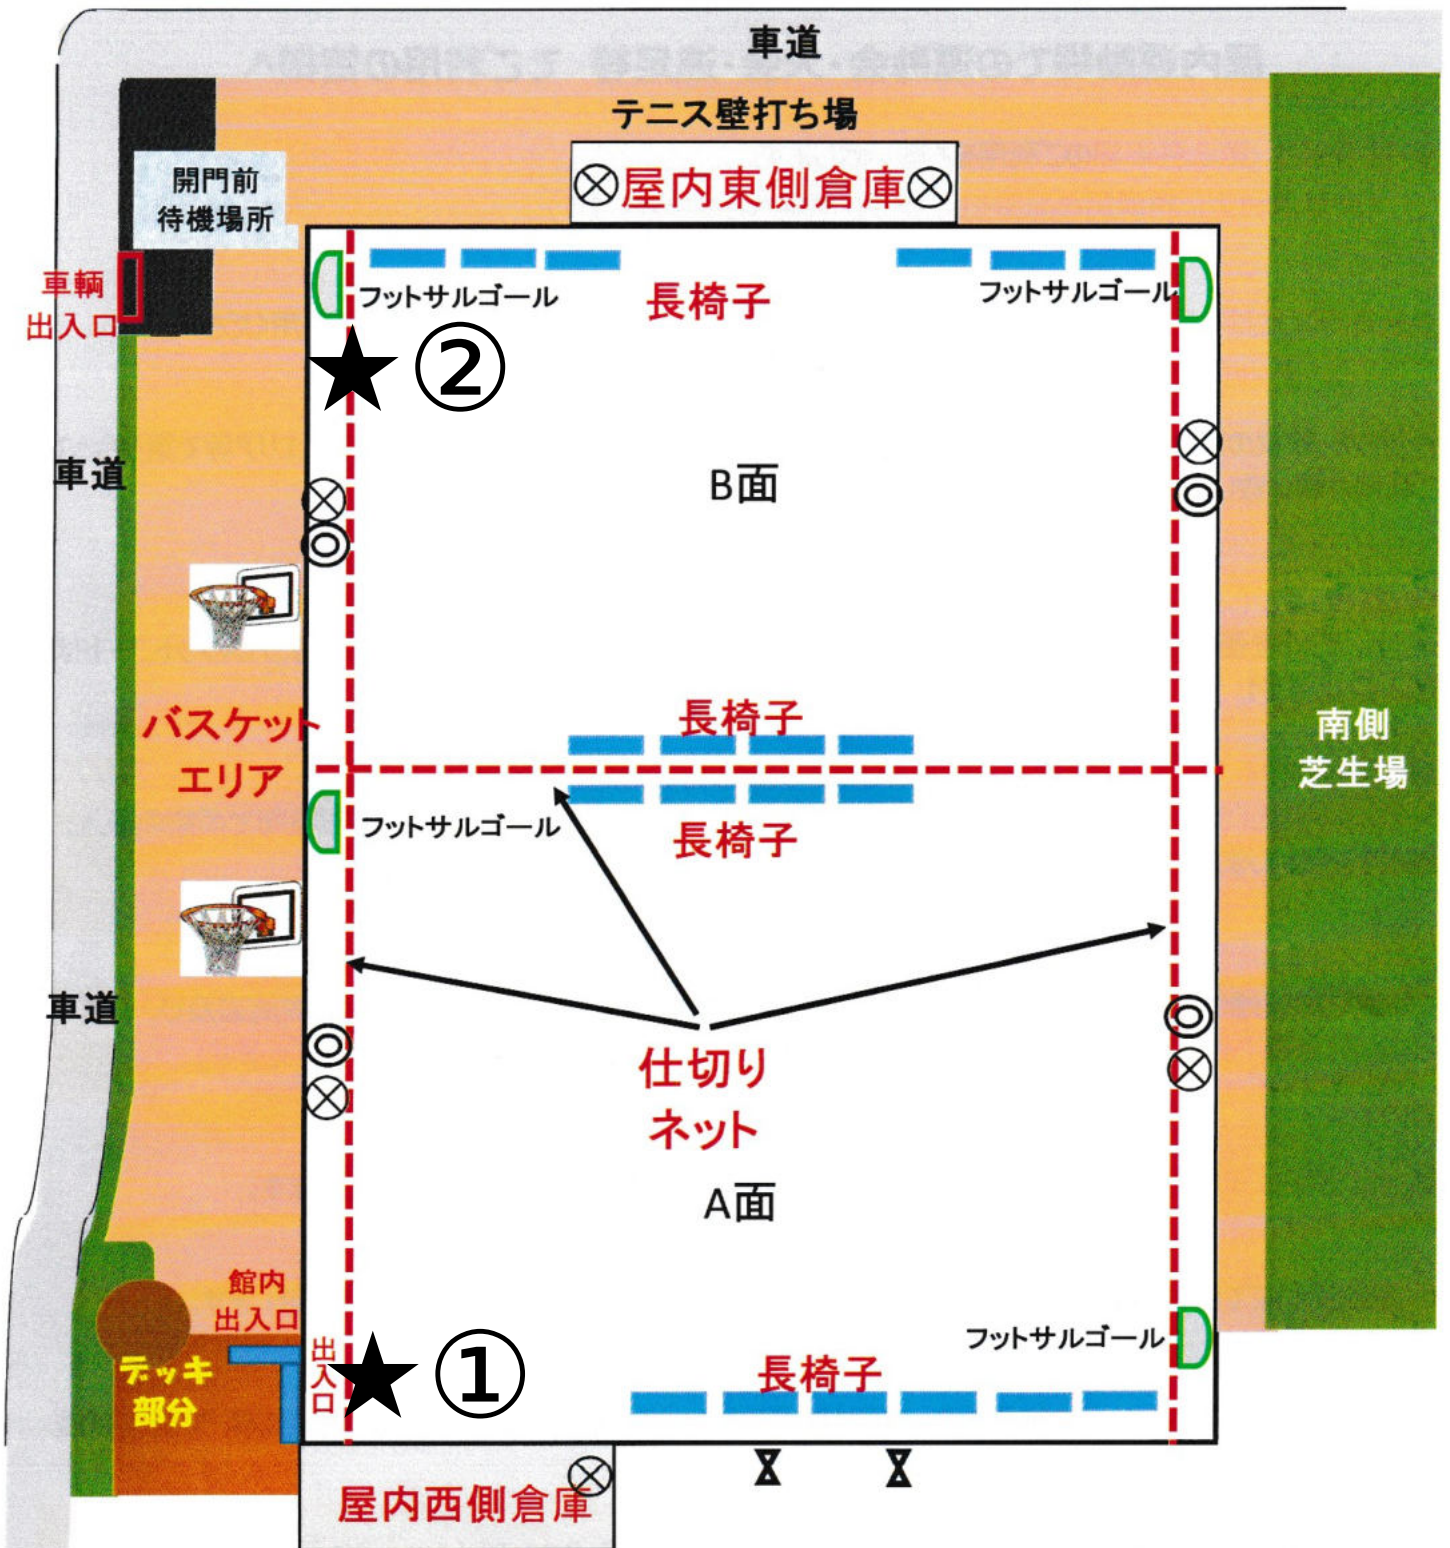 車道
テニス壁打ち場
開門前
待機場所
屋内東側倉庫
車輌
出入口
フットサルゴール
長椅子
フットサルゴール
②
車道
B面
バスケット
エリア
長椅子
南側
芝生場
フットサルゴール
長椅子
車道
仕切り
ネット
A面
館内
出入口
出入口
デッキ
部分
①
フットサルゴール
長椅子
屋内西側倉庫